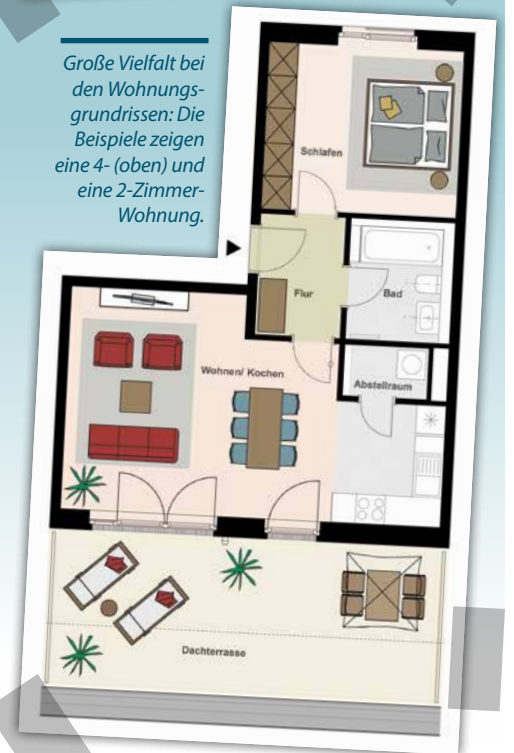 Große Vielfalt bei
den Wohnungs-
grundrissen: Die
Beispiele zeigen
eine 4- (oben) und
eine 2-Zimmer-
Wohnung.
Schlafen
Flur
Bad
Wohnen/ Kochen
Abstellraum
Dachterrasse